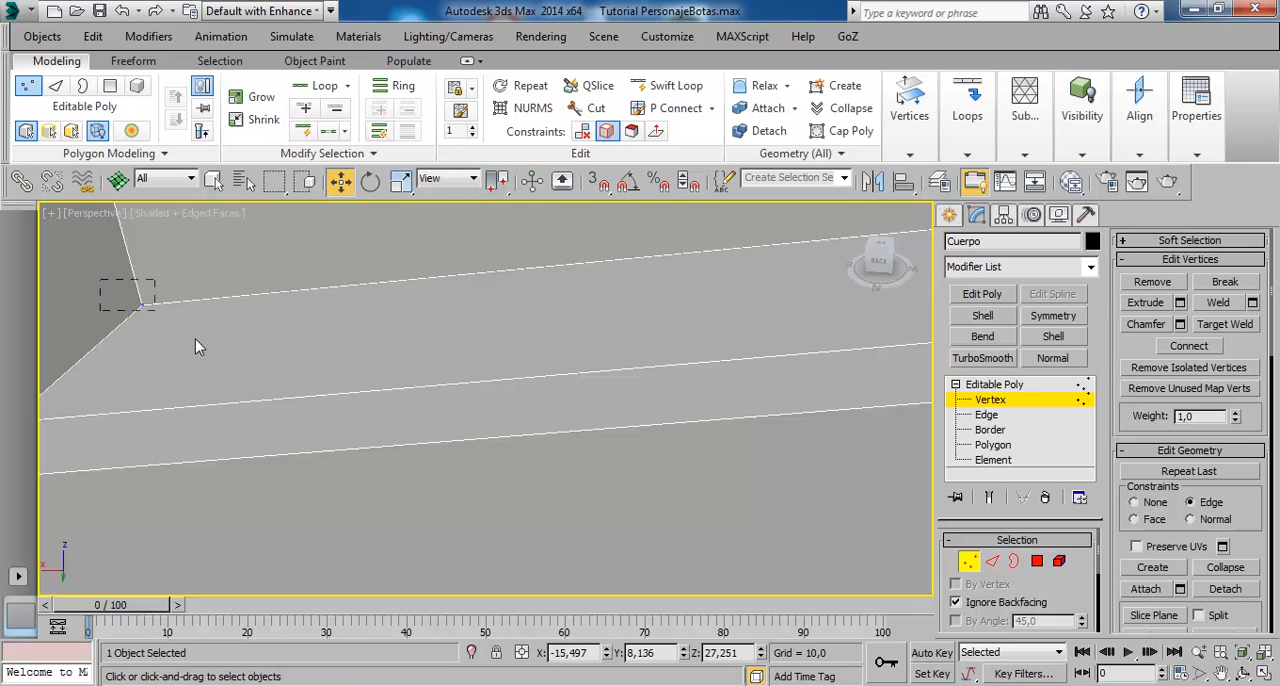 Default with Enhance
Autodesk 3ds Max 2014 x64 Tutorial PersonajeBotas.max
Type a keyword or phrase
Objects Edit Modifiers Animation Simulate Materials Lighting/Cameras Rendering Scene Customize MAXScript Help GoZ
Modeling Freeform Selection Object Paint Populate
Loop Ring Repeat QSlice Swift Loop Relax Create
Grow NURMS Cut P Connect Attach Collapse
Editable Poly Shrink 1 Constraints: Detach Cap Poly
Vertices Loops Sub... Visibility Align Properties
Polygon Modeling Modify Selection Edit Geometry (All)
All View Create Selection Se
[+] [Perspective] [Shaded + Edged Faces]
BACK
Cuerpo
Modifier List
Edit Poly Edit Spline
Shell Symmetry
Bend Shell
TurboSmooth Normal
Editable Poly
Vertex
Edge
Border
Polygon
Element
Selection
By Vertex
Ignore Backfacing
By Angle: 45,0
Soft Selection
Edit Vertices
Remove Break
Extrude Weld
Chamfer Target Weld
Connect
Remove Isolated Vertices
Remove Unused Map Verts
Weight: 1,0
Edit Geometry
Repeat Last
Constraints
None Edge
Face Normal
Preserve UVs
Create Collapse
Attach Detach
Slice Plane Split
z
x
0 / 100
0 10 20 30 40 50 60 70 80 90 100
1 Object Selected X: -15,497 Y: 8,136 Z: 27,251 Grid = 10,0 Auto Key Selected
Welcome to M Click or click-and-drag to select objects Add Time Tag Set Key Key Filters... 0